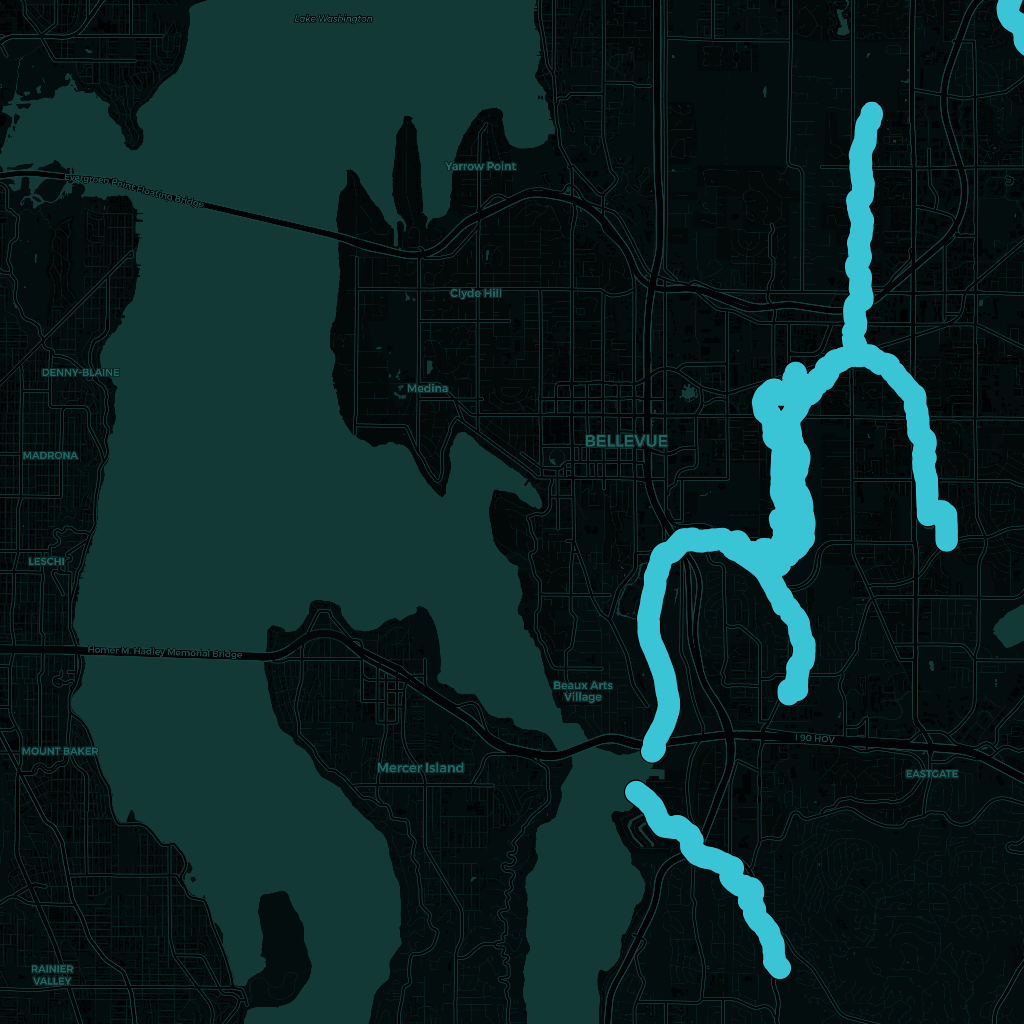 Lake Washington
Yarrow Point
Evergreen Point Floating Bridge
Clyde Hill
DENNY-BLAINE
Medina
BELLEVUE
MADRONA
LESCHI
Homer M. Hadley Memorial Bridge
Beaux Arts
Village
I 90 HOV
MOUNT BAKER
Mercer Island
EASTGATE
RAINIER
VALLEY